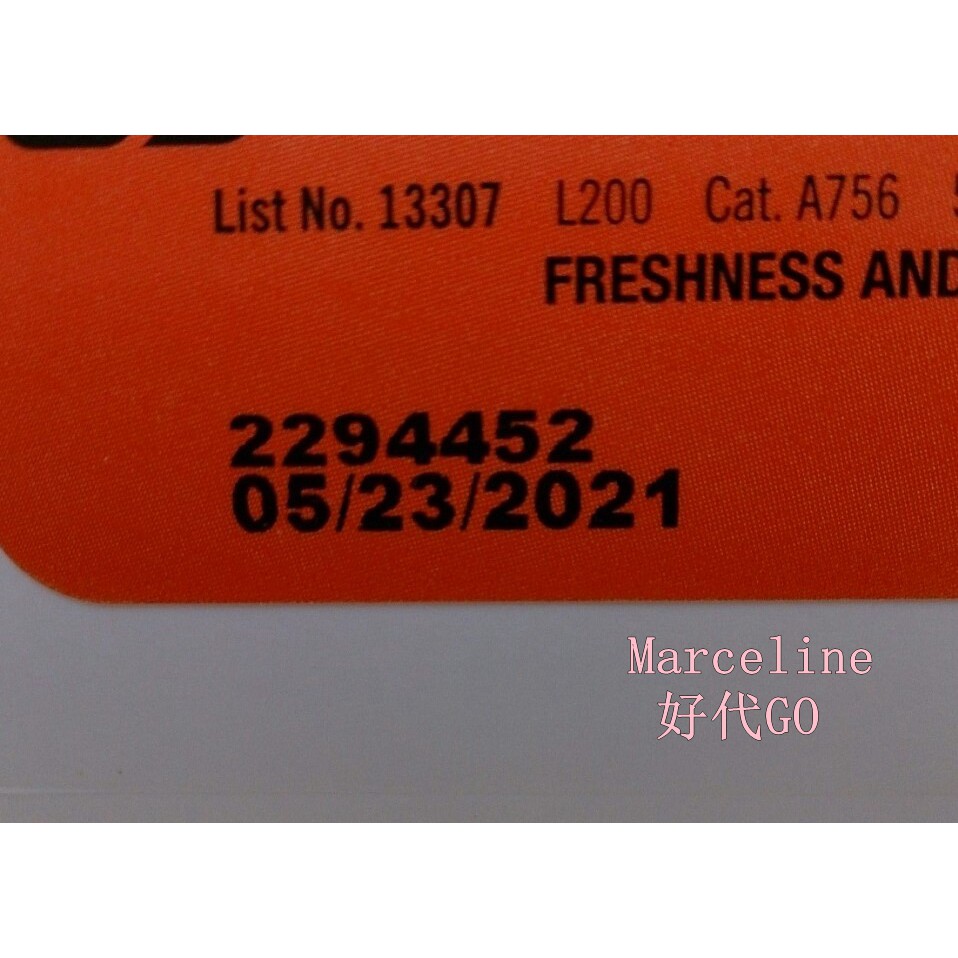 List No. 13307 L200 Cat. A756
FRESHNESS AND
2294452
05/23/2021
Marceline
好代GO